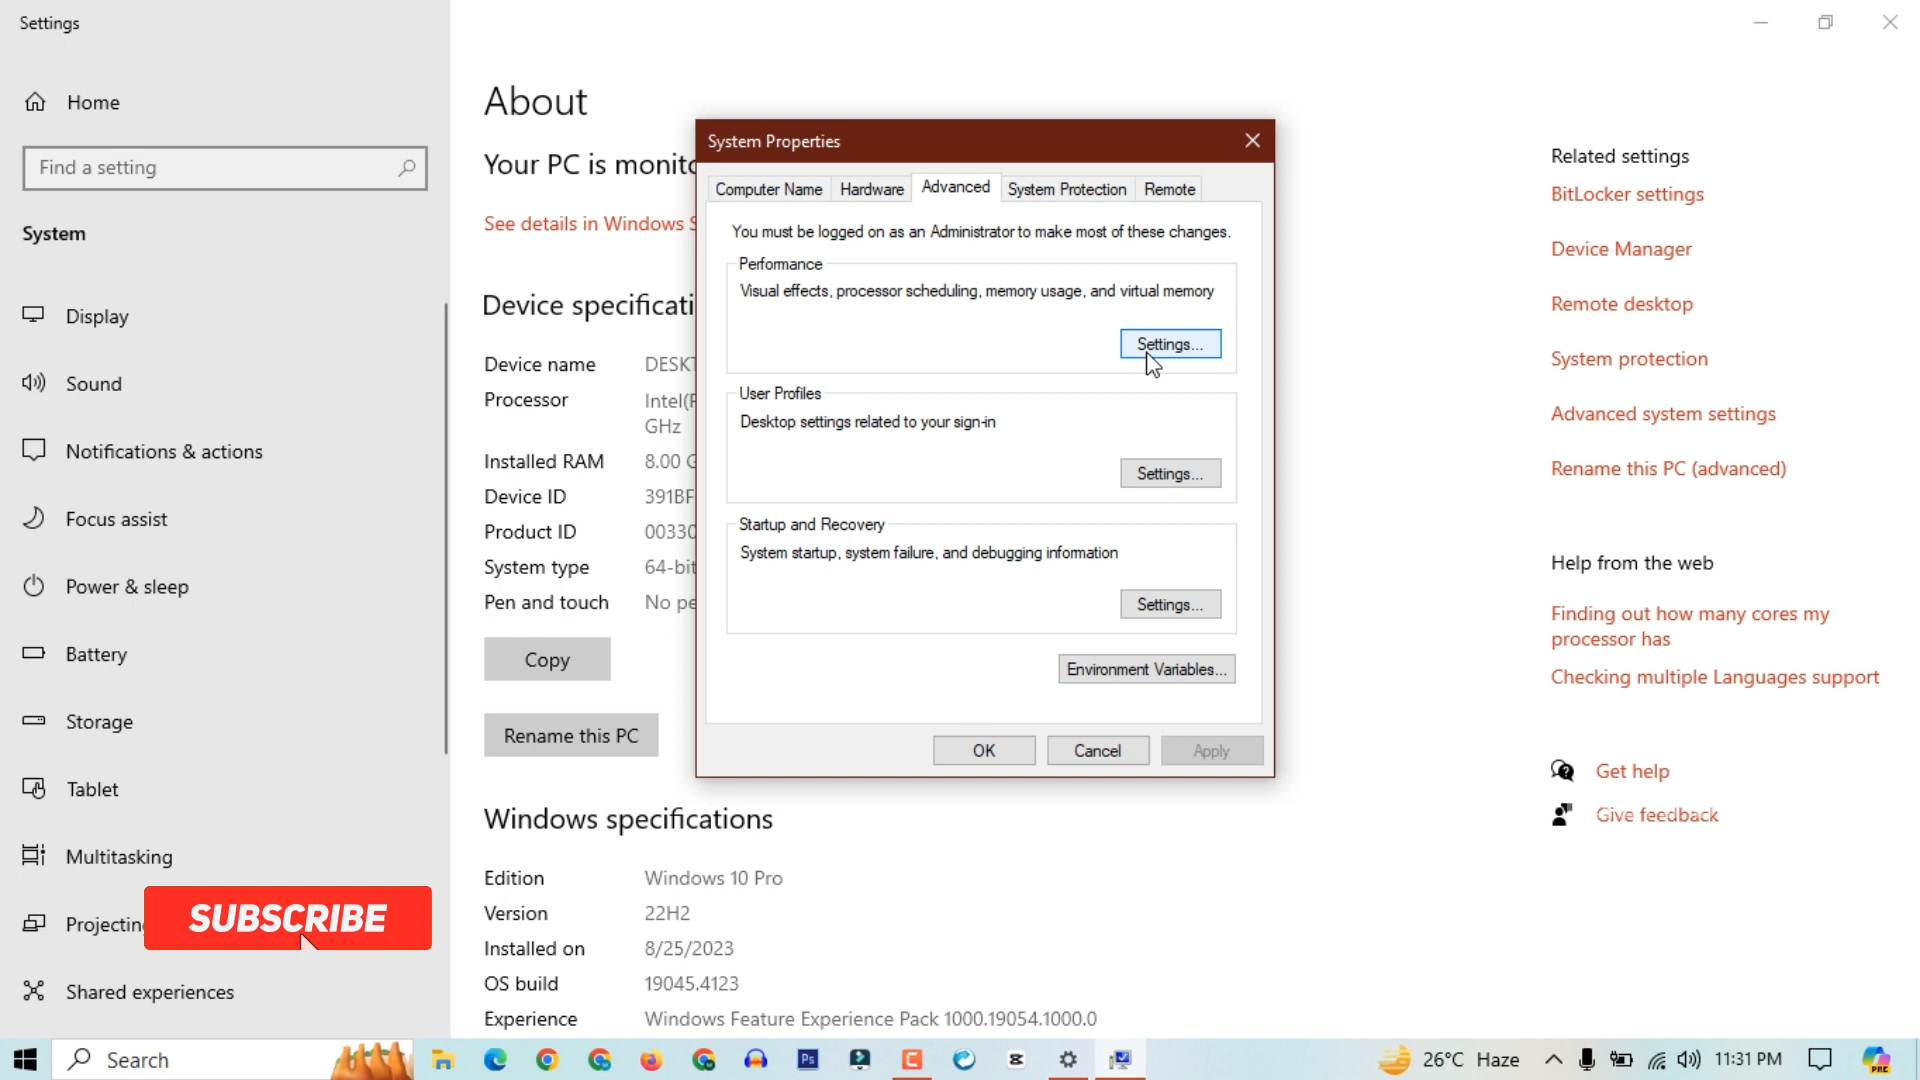 Settings
Home
Find a setting
System
Display
Sound
Notifications & actions
Focus assist
Power & sleep
Battery
Storage
Tablet
Multitasking
Projecting
SUBSCRIBE
Shared experiences
About
Your PC is monito
See details in Windows S
Device specificati
Device name DESKT
Processor Intel(P
GHz
Installed RAM 8.00 G
Device ID 391BF
Product ID 00330
System type 64-bit
Pen and touch No pe
Copy
Rename this PC
Windows specifications
Edition Windows 10 Pro
Version 22H2
Installed on 8/25/2023
OS build 19045.4123
Experience Windows Feature Experience Pack 1000.19054.1000.0
System Properties
Computer Name Hardware Advanced System Protection Remote
You must be logged on as an Administrator to make most of these changes.
Performance
Visual effects, processor scheduling, memory usage, and virtual memory
Settings...
User Profiles
Desktop settings related to your sign-in
Settings...
Startup and Recovery
System startup, system failure, and debugging information
Settings...
Environment Variables...
OK Cancel Apply
Related settings
BitLocker settings
Device Manager
Remote desktop
System protection
Advanced system settings
Rename this PC (advanced)
Help from the web
Finding out how many cores my
processor has
Checking multiple Languages support
Get help
Give feedback
Search
Ps
26°C Haze
11:31 PM
PRE